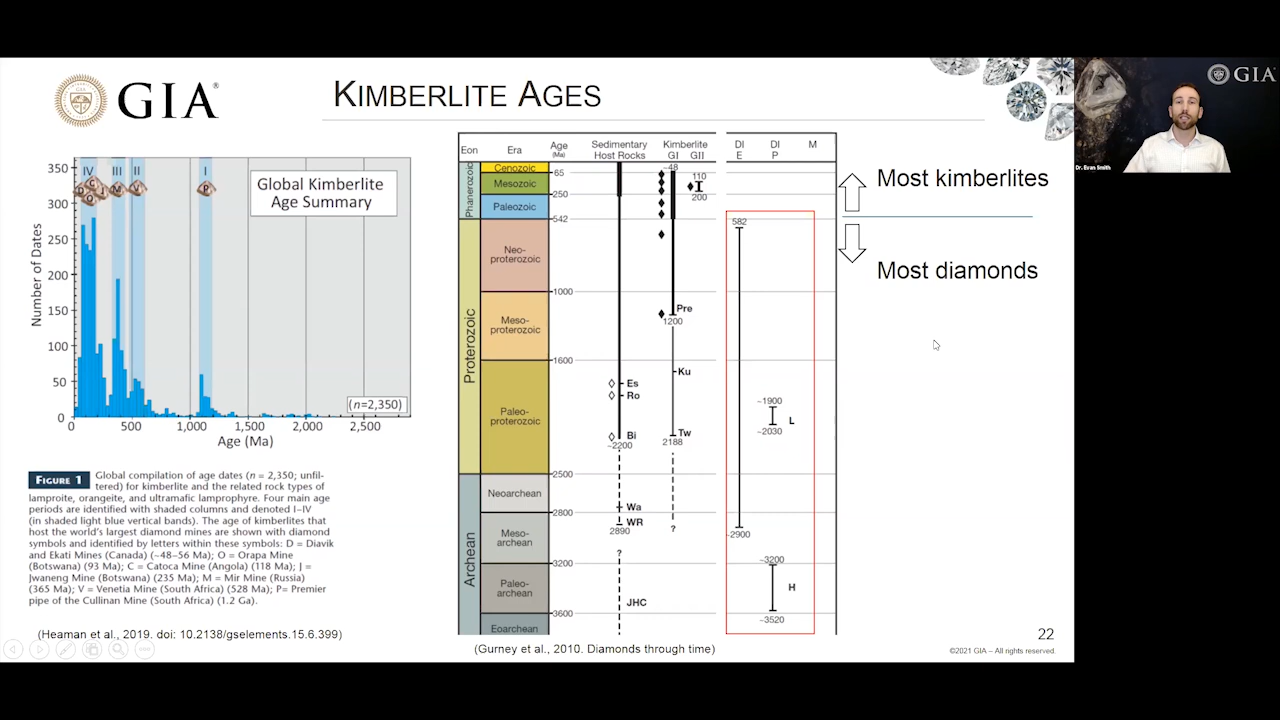 GIA®
KIMBERLITE AGES
GIA
Dr. Evan Smith
350
300
250
200
150
100
50
0
Number of Dates
IV
III
II
I
D
C
J
O
M
V
P
Global Kimberlite
Age Summary
(n=2,350)
0
500
1,000
1,500
2,000
2,500
Age (Ma)
FIGURE 1 Global compilation of age dates (n = 2,350; unfil-
tered) for kimberlite and the related rock types of
lamproite, orangeite, and ultramafic lamprophyre. Four main age
periods are identified with shaded columns and denoted I–IV
(in shaded light blue vertical bands). The age of kimberlites that
host the world's largest diamond mines are shown with diamond
symbols and identified by letters within these symbols: D = Diavik
and Ekati Mines (Canada) (~48–56 Ma); O = Orapa Mine
(Botswana) (93 Ma); C = Catoca Mine (Angola) (118 Ma); J =
Jwaneng Mine (Botswana) (235 Ma); M = Mir Mine (Russia)
(365 Ma); V = Venetia Mine (South Africa) (528 Ma); P= Premier
pipe of the Cullinan Mine (South Africa) (1.2 Ga).
(Heaman et al., 2019. doi: 10.2138/gselements.15.6.399)
Eon
Era
Age
(Ma)
Sedimentary
Host Rocks
Kimberlite
GI GII
DI
E
DI
P
M
Phanerozoic
Proterozoic
Archean
Cenozoic
Mesozoic
Paleozoic
Neo-
proterozoic
Meso-
proterozoic
Paleo-
proterozoic
Neoarchean
Meso-
archean
Paleo-
archean
Eoarchean
65
250
542
1000
1600
2500
2800
3200
3600
Es
Ro
Bi
~2200
Wa
WR
2890
?
JHC
~48
110
200
Pre
1200
Ku
Tw
2188
?
582
2900
~1900
L
~2030
~3200
H
~3520
Most kimberlites
Most diamonds
(Gurney et al., 2010. Diamonds through time)
22
©2021 GIA – All rights reserved.